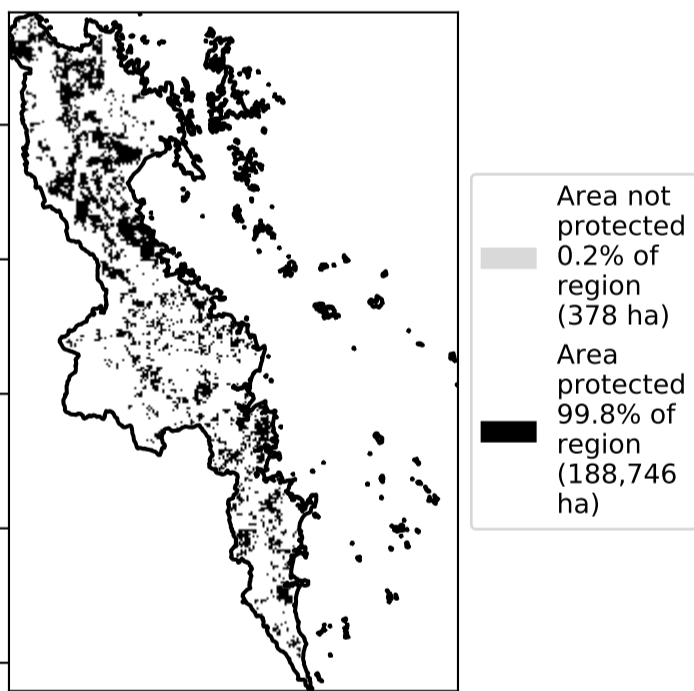 Area not
protected
0.2% of
region
(378 ha)
Area
protected
99.8% of
region
(188,746
ha)